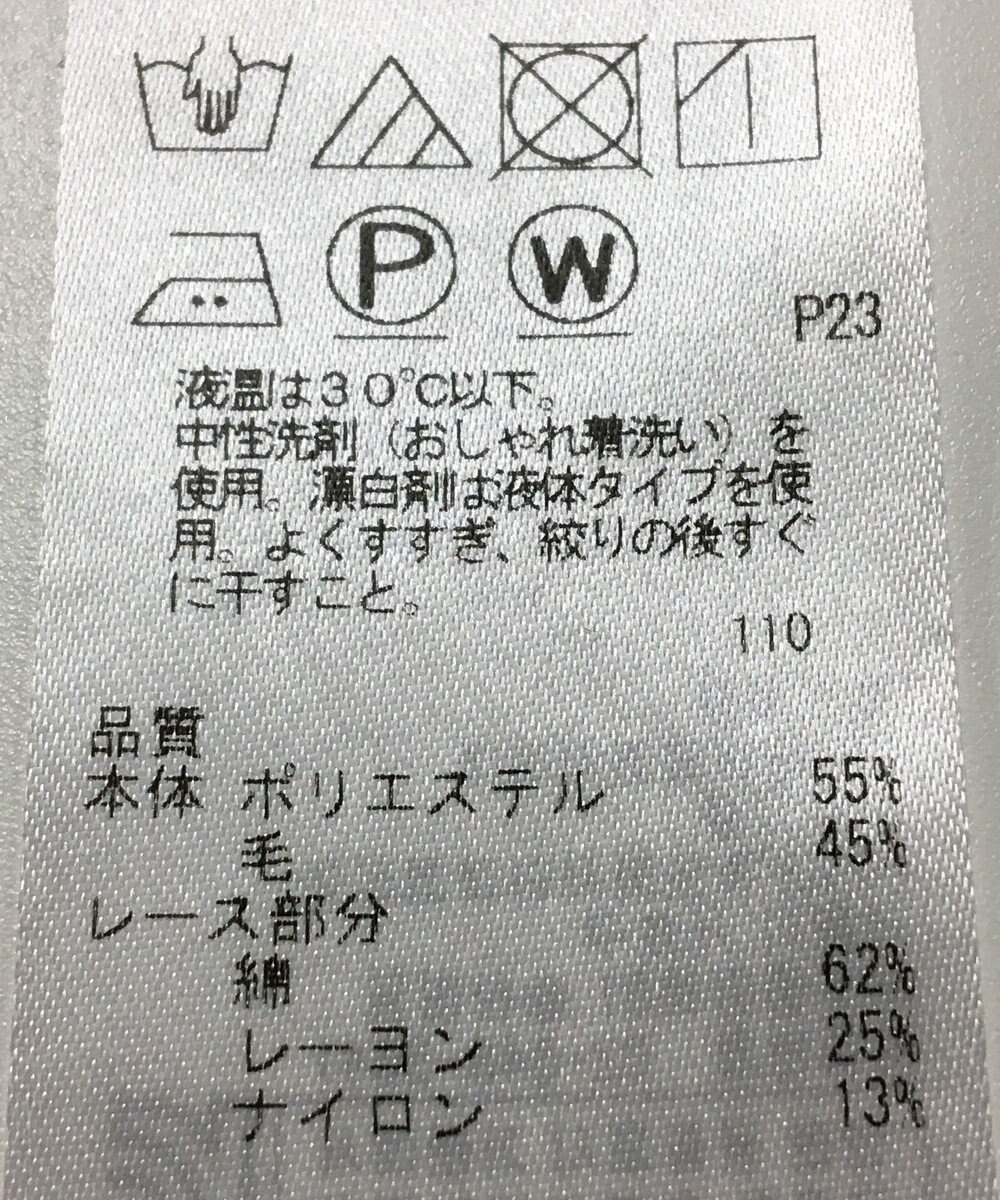 P W
P23
液温は30℃以下。
中性洗剤(おしゃれ着洗い)を
使用。漂白剤は液体タイプを使
用。よくすすぎ、絞りの後すぐ
に干すこと。
110
品質
本体 ポリエステル 55%
毛 45%
レース部分
綿 62%
レーヨン 25%
ナイロン 13%